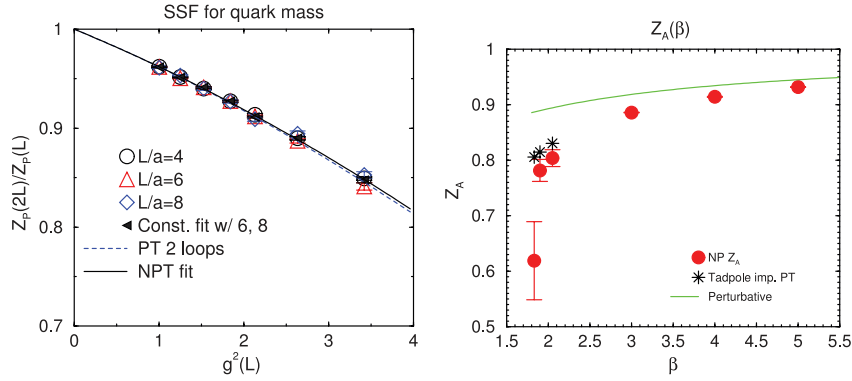 SSF for quark mass
1
0.9
0.8
0.7
Z_P(2L)/Z_P(L)
L/a=4
L/a=6
L/a=8
Const. fit w/ 6, 8
PT 2 loops
NPT fit
0 1 2 3 4
g²(L)
Z_A(β)
1
0.9
0.8
0.7
0.6
0.5
Z_A
NP Z_A
Tadpole imp. PT
Perturbative
1.5 2 2.5 3 3.5 4 4.5 5 5.5
β